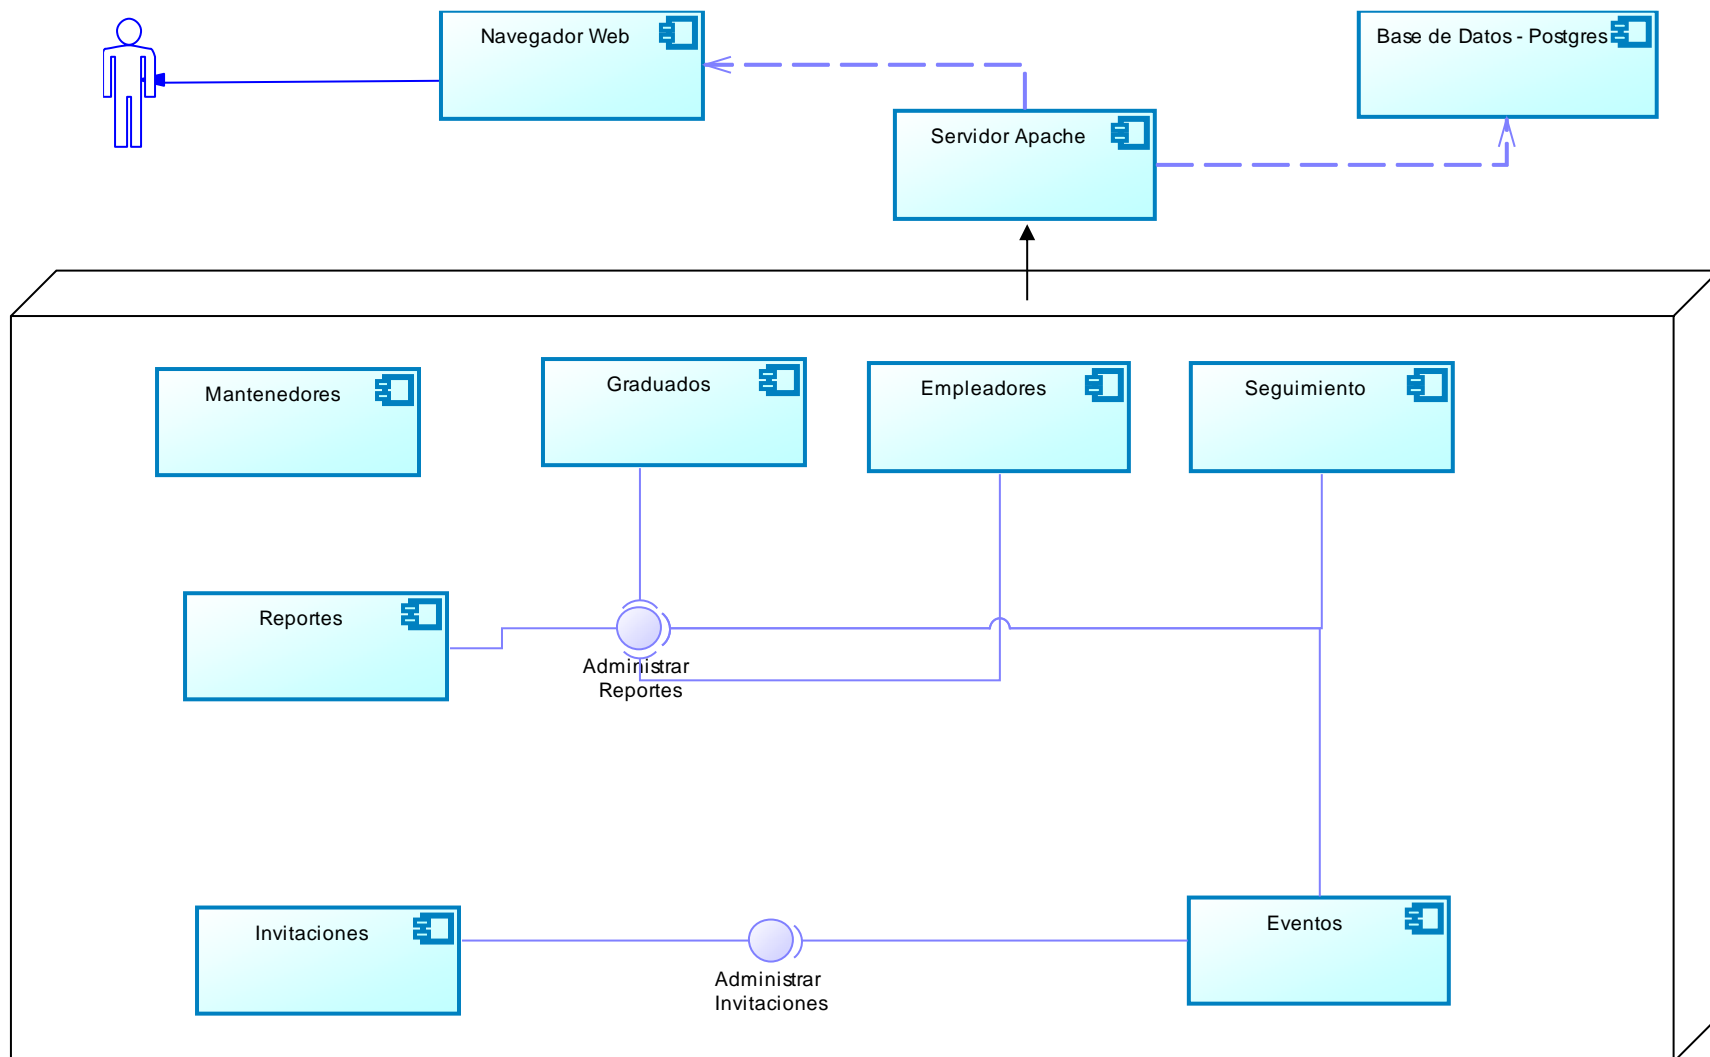 Navegador Web
Base de Datos - Postgres
Servidor Apache
Mantenedores
Graduados
Empleadores
Seguimiento
Reportes
Administrar
Reportes
Invitaciones
Eventos
Administrar
Invitaciones